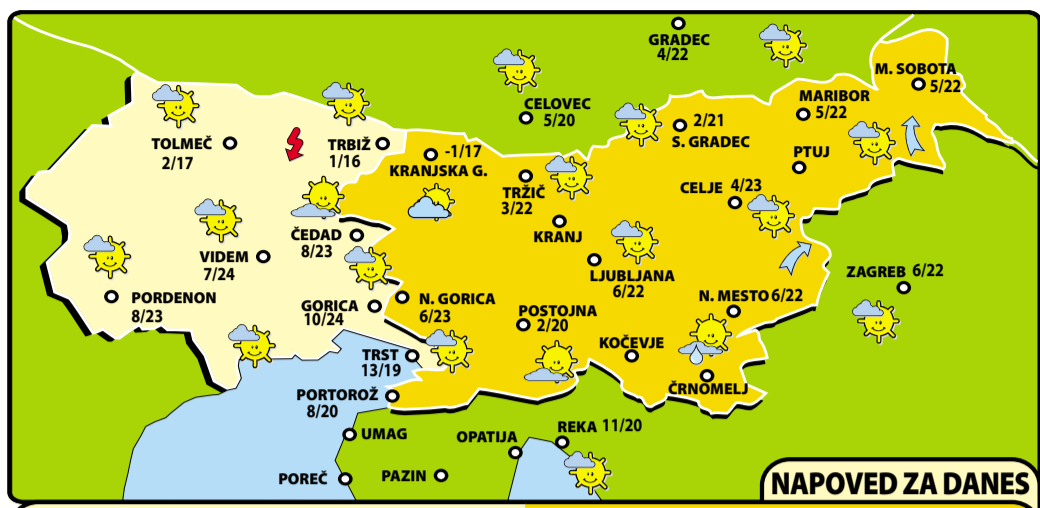 GRADEC
4/22
M. SOBOTA
5/22
CELOVEC
5/20
MARIBOR
5/22
2/21
S. GRADEC
TOLMEČ
2/17
TRBIŽ
1/16
-1/17
KRANJSKA G.
PTUJ
TRŽIČ
3/22
CELJE 4/23
KRANJ
ČEDAD
8/23
VIDEM
7/24
LJUBLJANA
6/22
ZAGREB 6/22
PORDENON
8/23
GORICA
10/24
N. GORICA
6/23
N. MESTO 6/22
POSTOJNA
2/20
KOČEVJE
TRST
13/19
ČRNOMELJ
PORTOROŽ
8/20
UMAG
OPATIJA
REKA 11/20
POREČ
PAZIN
NAPOVED ZA DANES